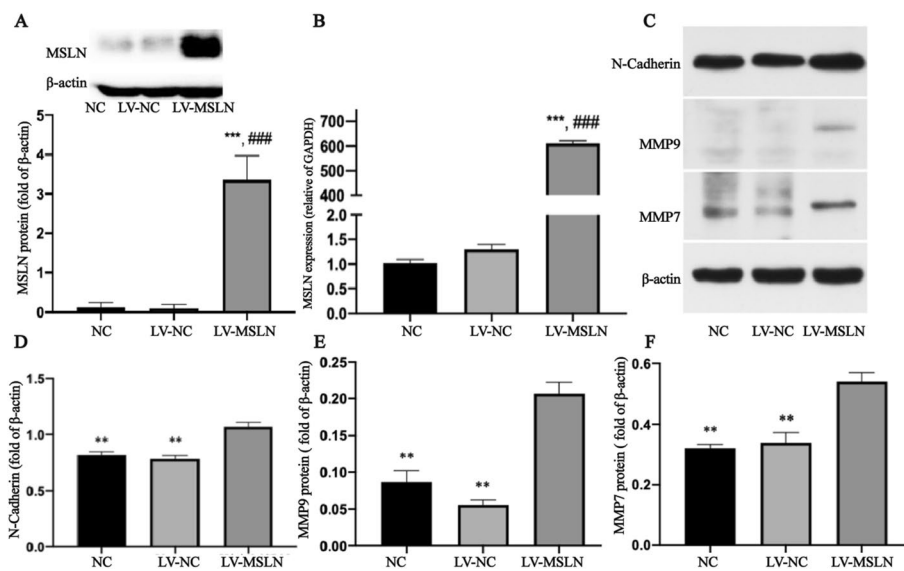 A
MSLN
β-actin
NC LV-NC LV-MSLN
MSLN protein (fold of β-actin)
5
4
3
2
1
0
***, ###
NC LV-NC LV-MSLN
B
MSLN expression (relative of GAPDH)
700
600
500
400
300
200
2.0
1.5
1.0
0.5
0.0
***, ###
NC LV-NC LV-MSLN
C
N-Cadherin
MMP9
MMP7
β-actin
NC LV-NC LV-MSLN
D
N-Cadherin (fold of β-actin)
1.5
1.0
0.5
0.0
** **
NC LV-NC LV-MSLN
E
MMP9 protein ( fold of β-actin)
0.25
0.20
0.15
0.10
0.05
0.00
** **
NC LV-NC LV-MSLN
F
MMP7 protein ( fold of β-actin)
0.6
0.4
0.2
0.0
** **
NC LV-NC LV-MSLN